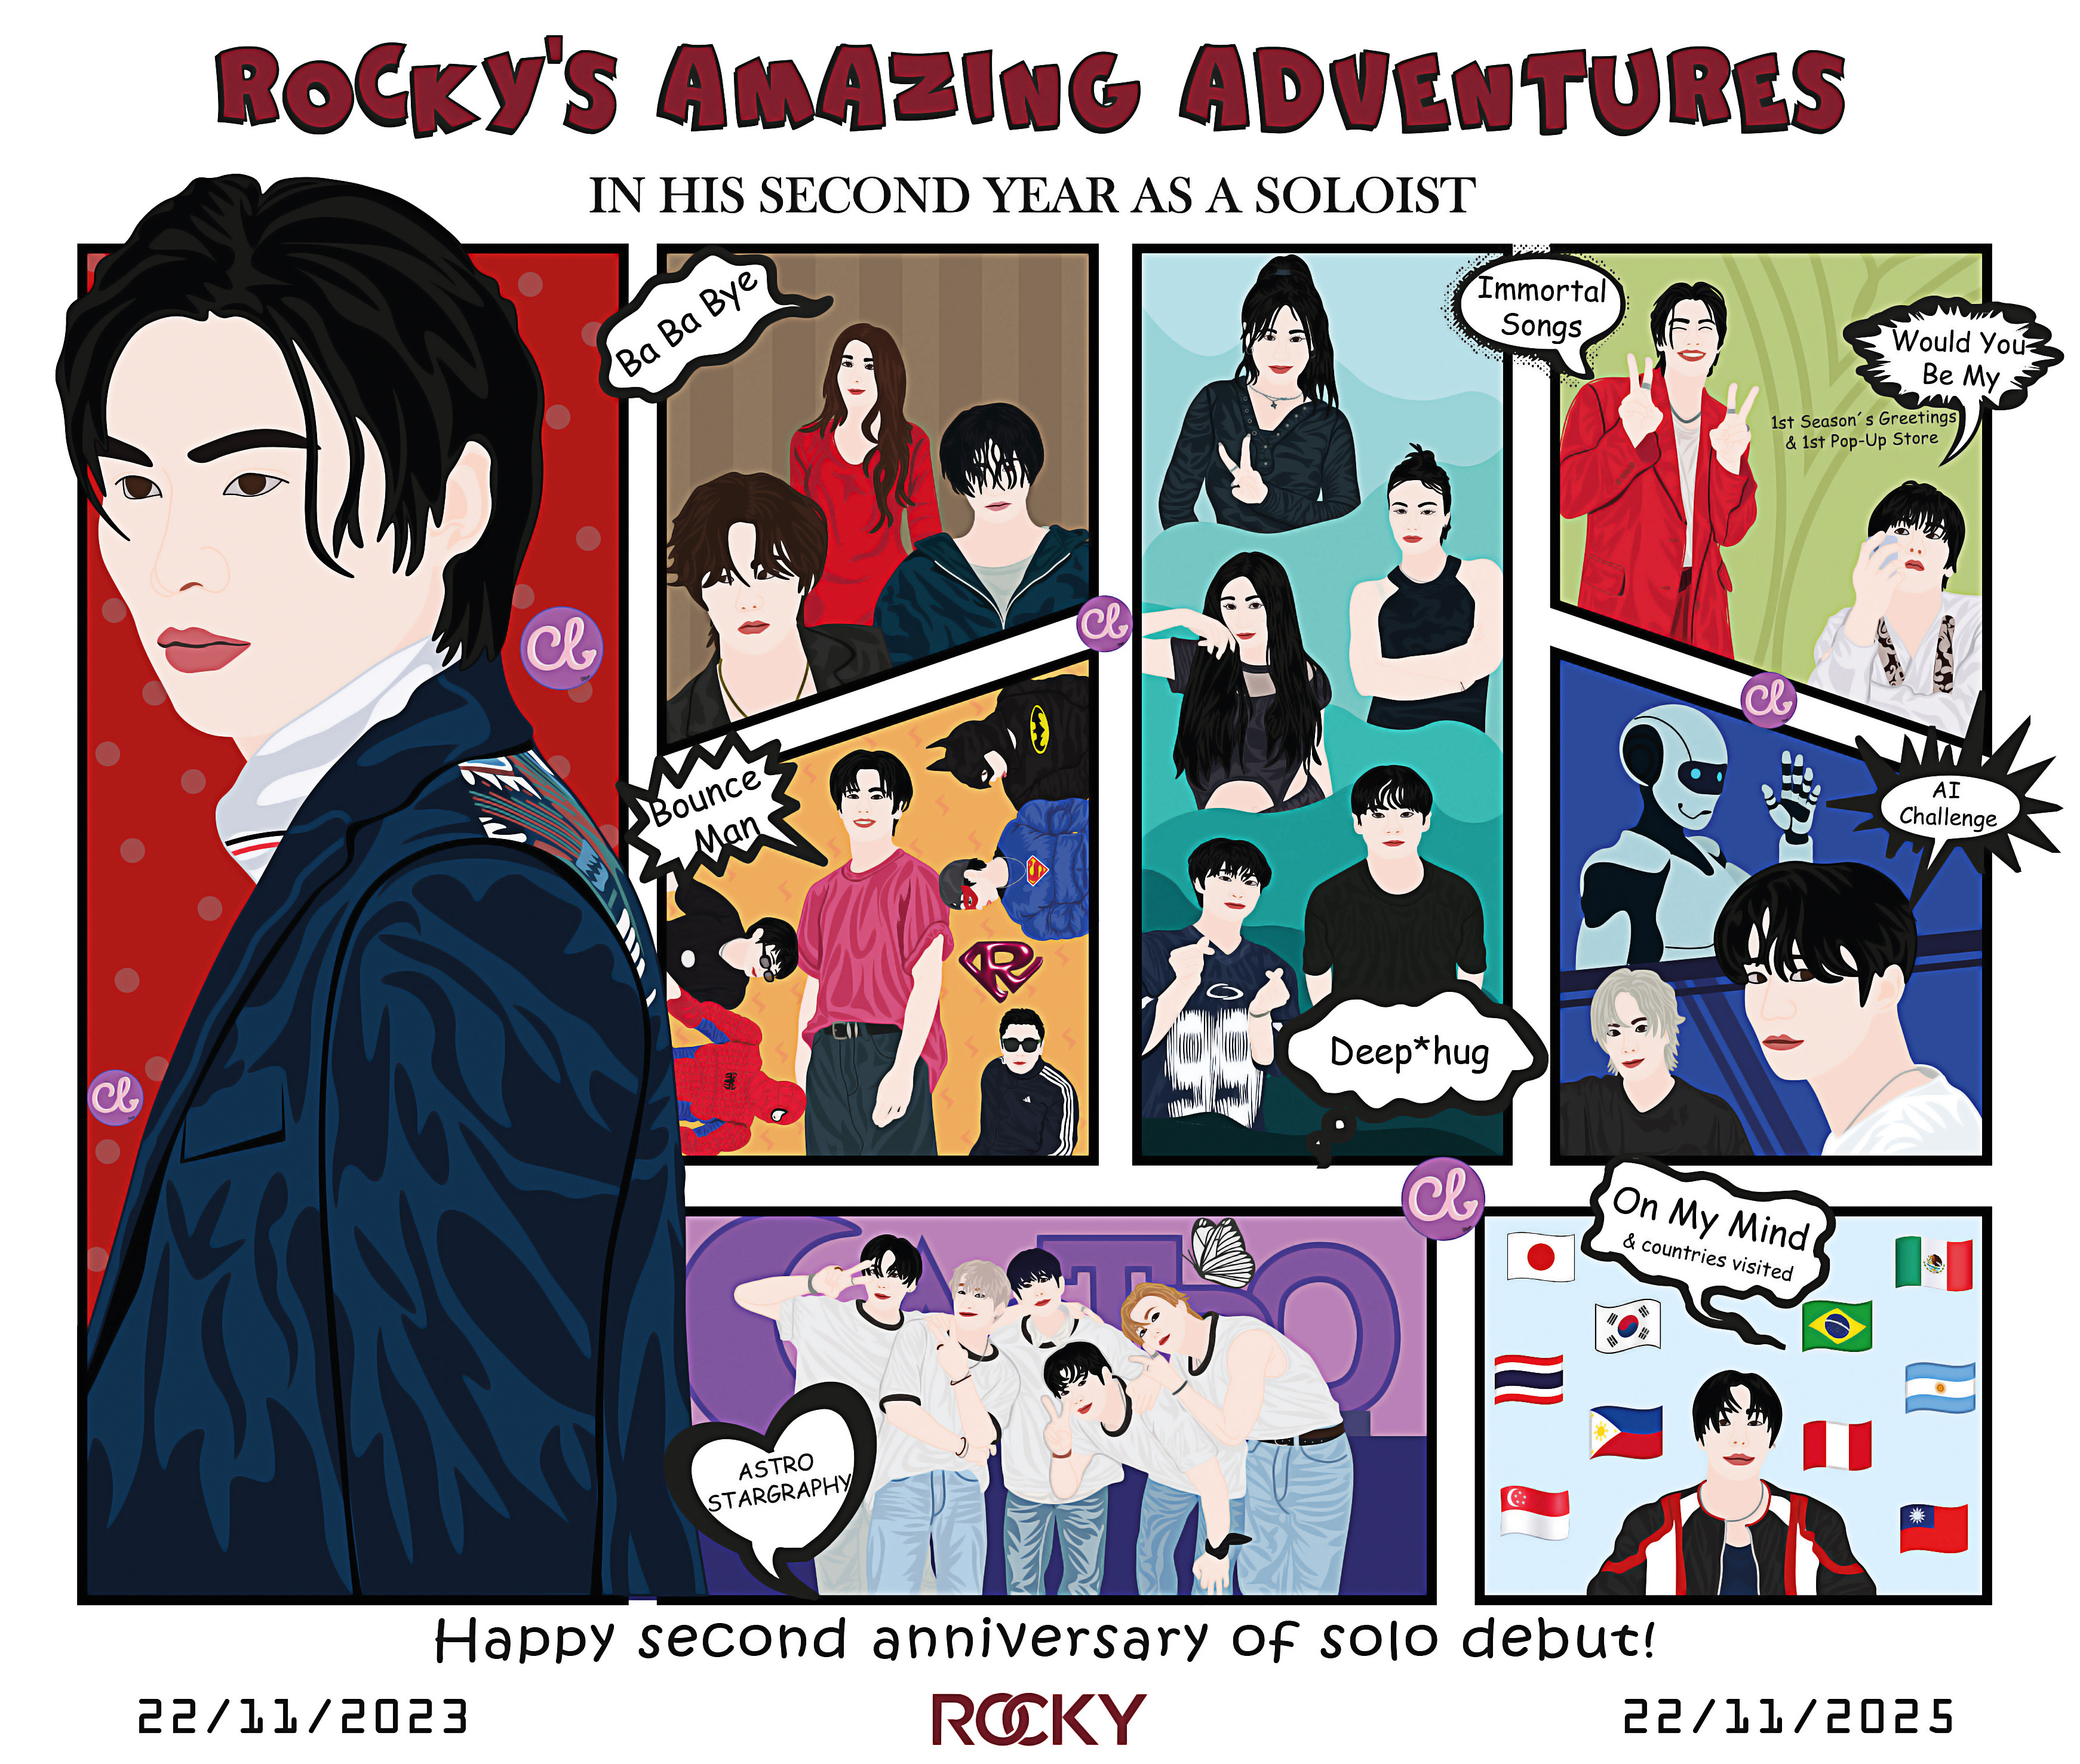 ROCKY'S AMAZING ADVENTURES
IN HIS SECOND YEAR AS A SOLOIST
Ba Ba Bye
Immortal
Songs
Would You
Be My
1st Season´s Greetings
& 1st Pop-Up Store
Bounce
Man
R
AI
Challenge
Deep*hug
On My Mind
& countries visited
ASTRO
STARGRAPHY
Happy second anniversary of solo debut!
22/11/2023
ROCKY
22/11/2025